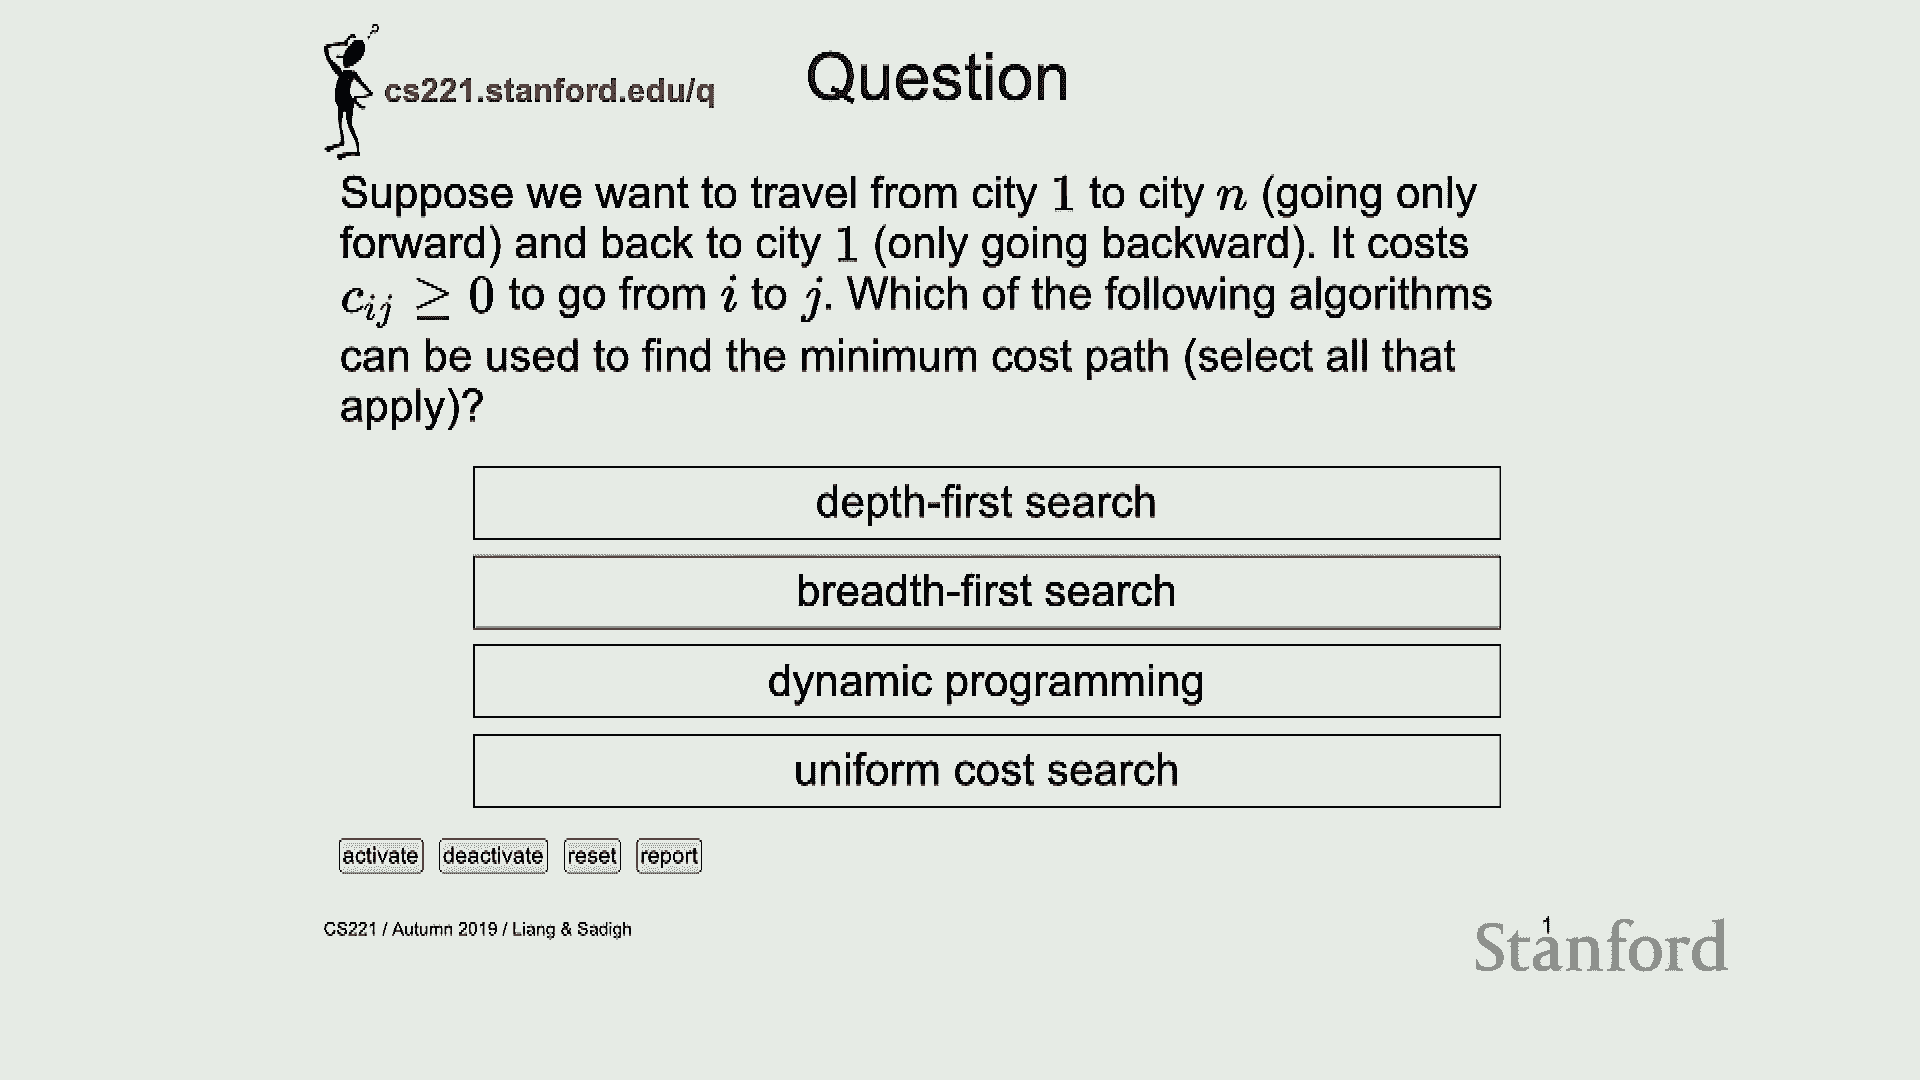 ?
cs221.stanford.edu/q
Question
Suppose we want to travel from city 1 to city n (going only
forward) and back to city 1 (only going backward). It costs
c_{ij} ≥ 0 to go from i to j. Which of the following algorithms
can be used to find the minimum cost path (select all that
apply)?
depth-first search
breadth-first search
dynamic programming
uniform cost search
activate deactivate reset report
CS221 / Autumn 2019 / Liang & Sadigh
1
Stanford